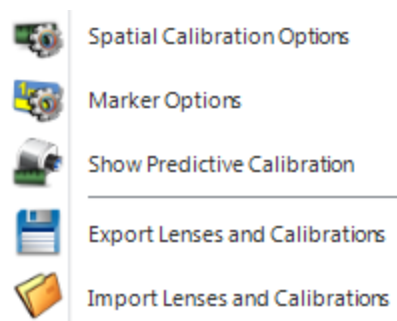 Spatial Calibration Options
Marker Options
Show Predictive Calibration
Export Lenses and Calibrations
Import Lenses and Calibrations